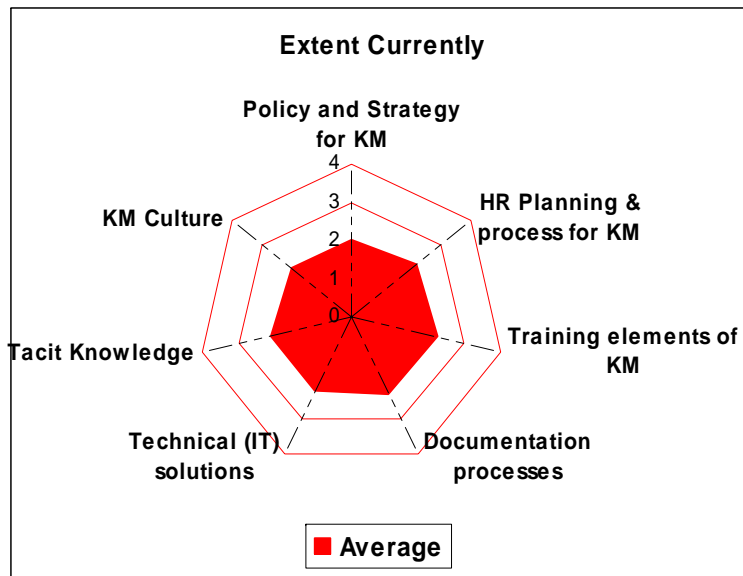 Extent Currently
Policy and Strategy
for KM
4
3
2
1
0
HR Planning &
process for KM
Training elements of
KM
Documentation
processes
Technical (IT)
solutions
Tacit Knowledge
KM Culture
Average